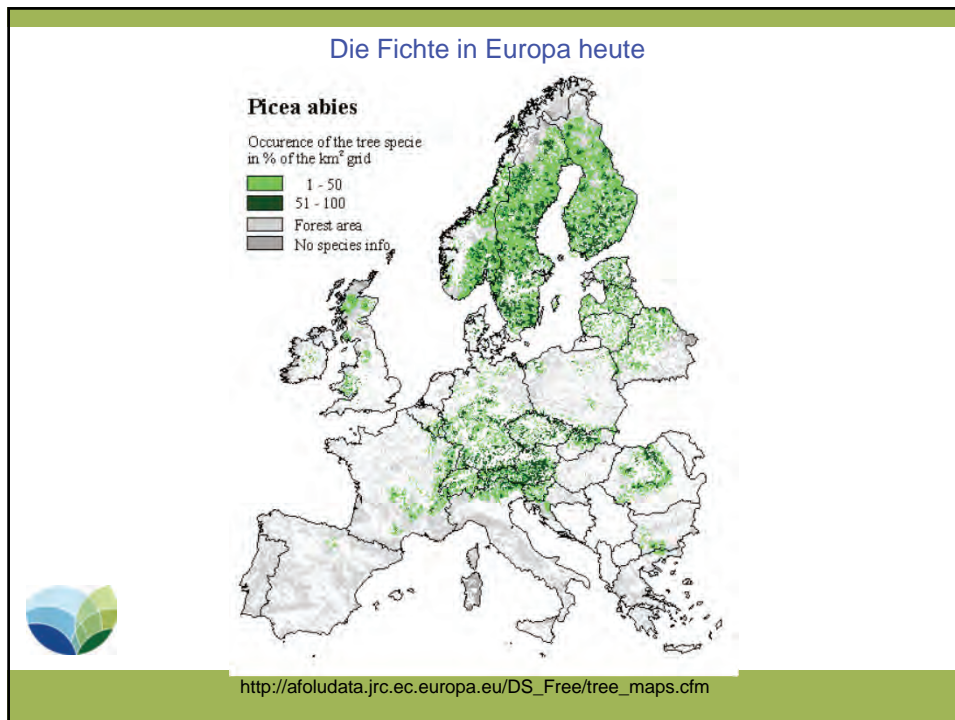 Die Fichte in Europa heute
Picea abies
Occurence of the tree specie
in % of the km² grid
1 - 50
51 - 100
Forest area
No species info
http://afoludata.jrc.ec.europa.eu/DS_Free/tree_maps.cfm